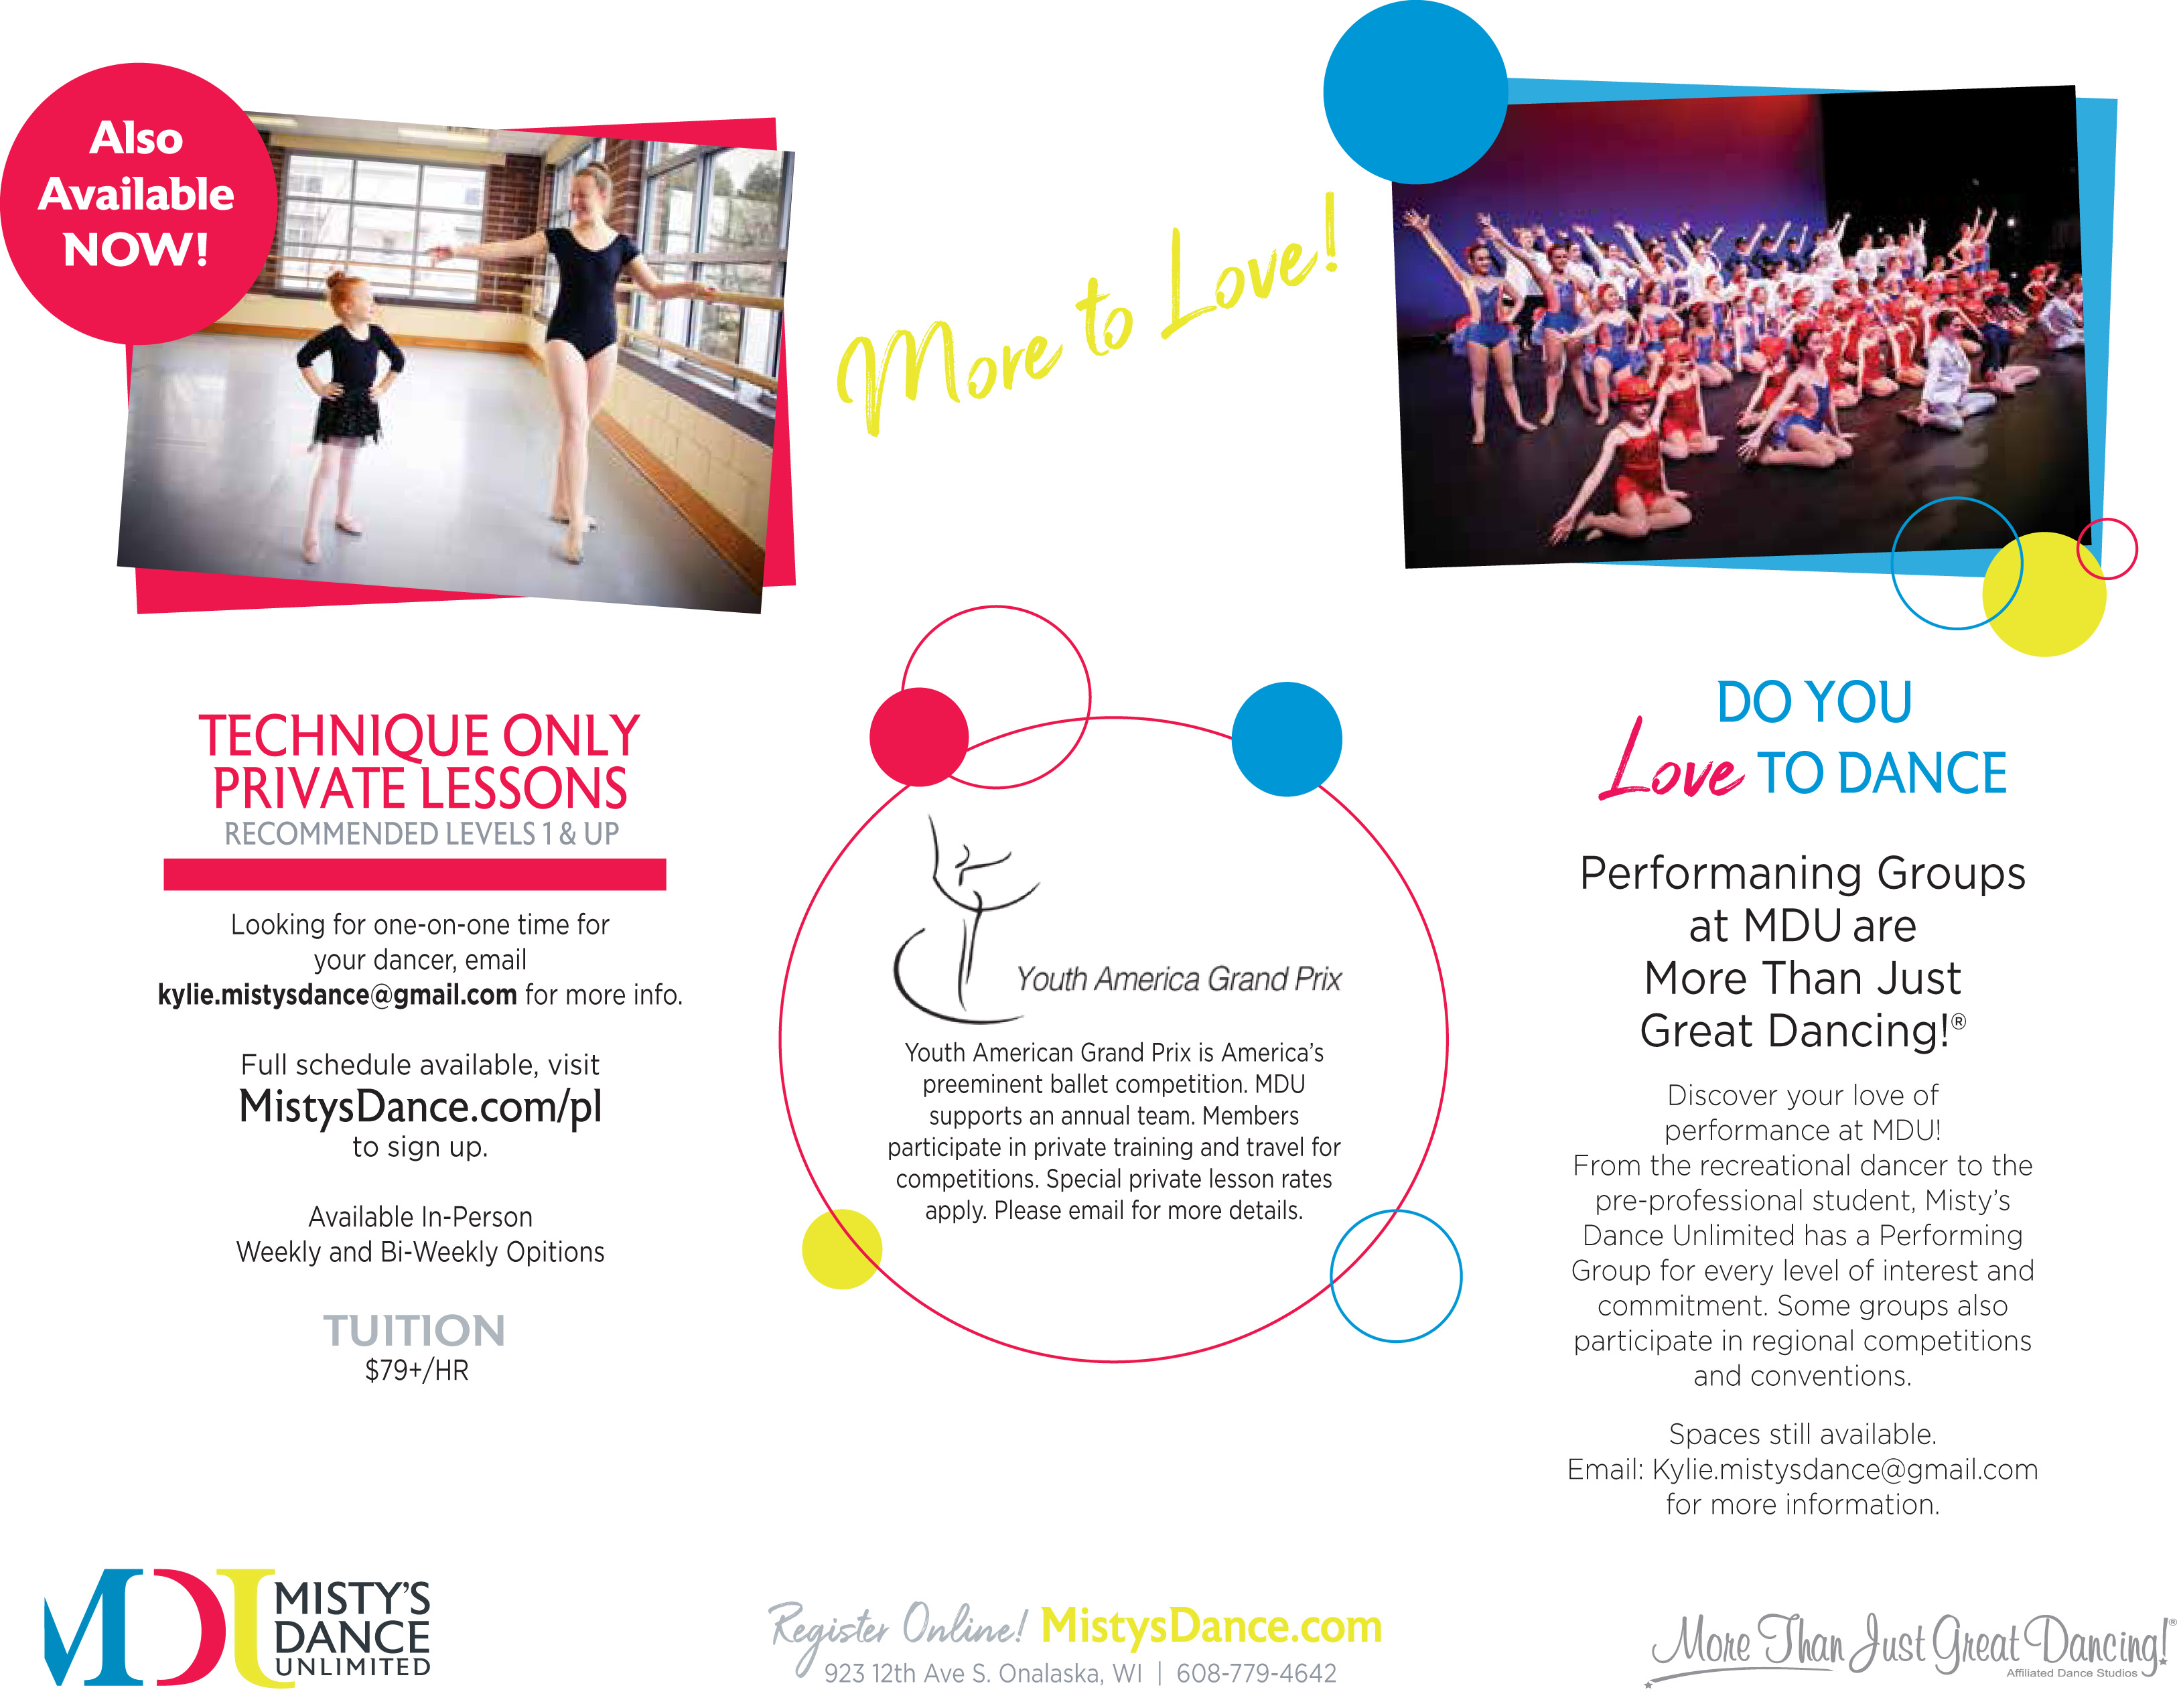 Also
Available
NOW!
More to Love!
TECHNIQUE ONLY
PRIVATE LESSONS
RECOMMENDED LEVELS 1 & UP
Looking for one-on-one time for
your dancer, email
kylie.mistysdance@gmail.com for more info.
Full schedule available, visit
MistysDance.com/pl
to sign up.
Available In-Person
Weekly and Bi-Weekly Opitions
TUITION
$79+/HR
Youth America Grand Prix
Youth American Grand Prix is America’s
preeminent ballet competition. MDU
supports an annual team. Members
participate in private training and travel for
competitions. Special private lesson rates
apply. Please email for more details.
DO YOU
Love TO DANCE
Performaning Groups
at MDU are
More Than Just
Great Dancing!®
Discover your love of
performance at MDU!
From the recreational dancer to the
pre-professional student, Misty’s
Dance Unlimited has a Performing
Group for every level of interest and
commitment. Some groups also
participate in regional competitions
and conventions.
Spaces still available.
Email: Kylie.mistysdance@gmail.com
for more information.
MDU
MISTY’S
DANCE
UNLIMITED
Register Online! MistysDance.com
923 12th Ave S. Onalaska, WI | 608-779-4642
More Than Just Great Dancing!®
Affiliated Dance Studios